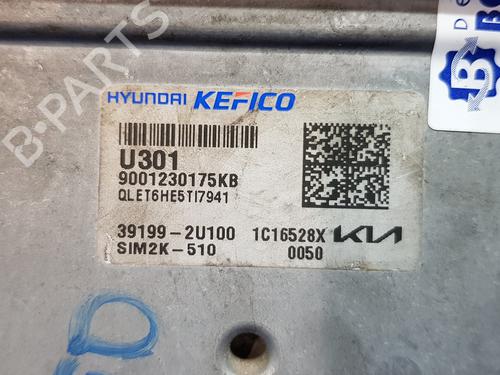 HYUNDAI KEFICO
U301
9001230175KB
QLET6HE5TI7941
39199-2U100 1C16528X KIA
SIM2K-510 0050
B-PARTS
B